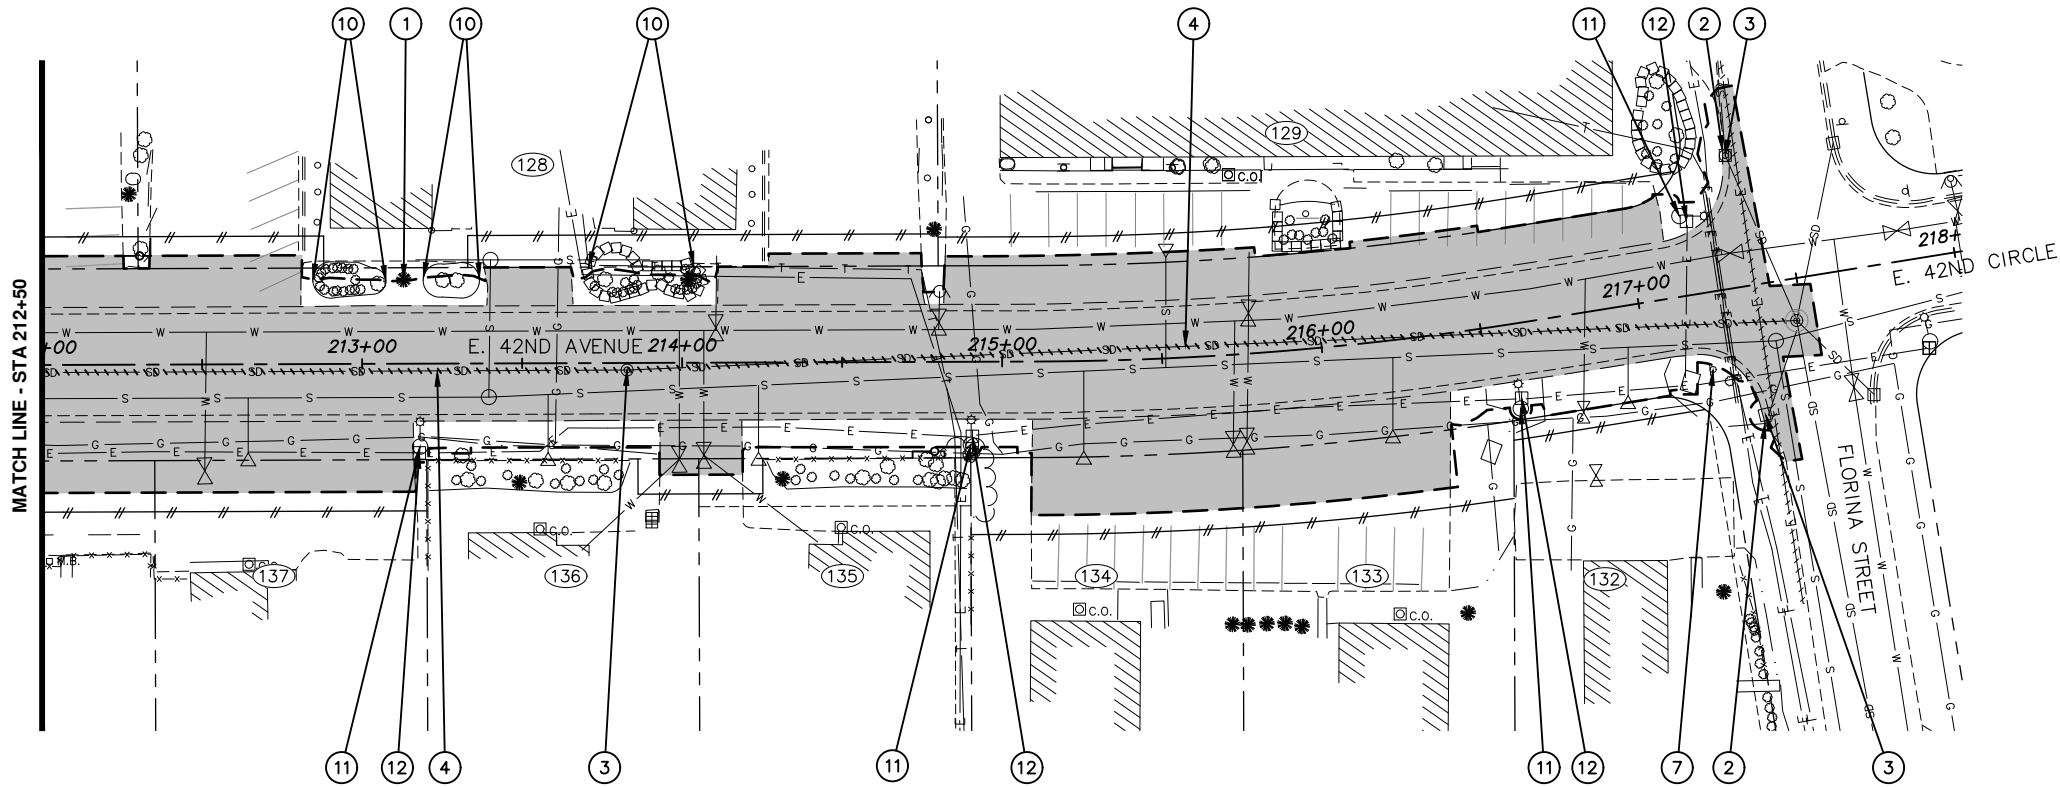 10 1 10 10 4 11 12 2 3
MATCH LINE - STA 212+50
128
129
C.O.
218+
E. 42ND CIRCLE
217+00
216+00
+00 213+00 E. 42ND AVENUE 214+00 215+00
FLORINA STREET
M.B.
C.O.
C.O.
C.O.
137 136 135 134 133 132
C.O.
C.O.
11 12 4 3 11 12 11 12 7 2 3